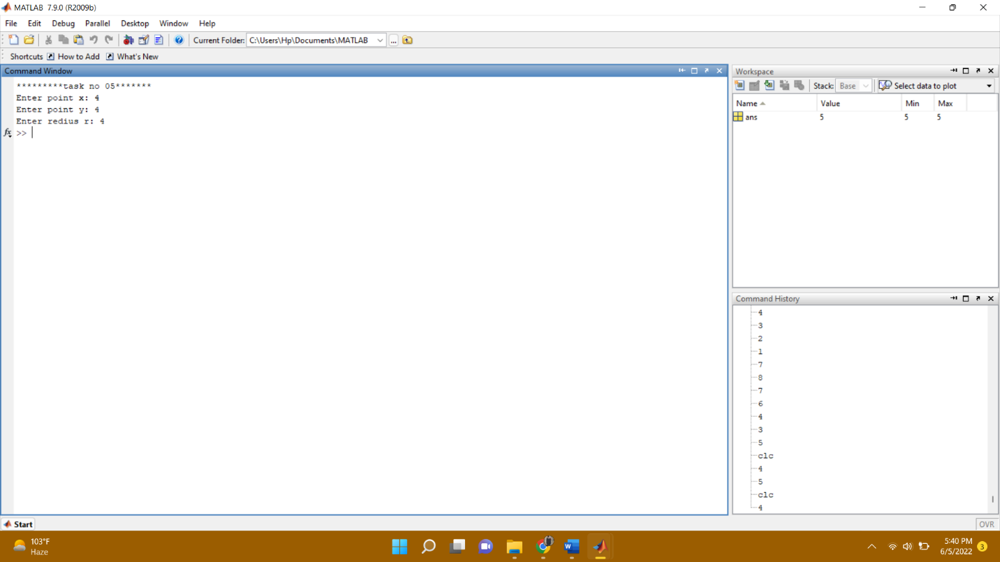 MATLAB 7.9.0 (R2009b)
File Edit Debug Parallel Desktop Window Help
Current Folder: C:\Users\Hp\Documents\MATLAB ...
Shortcuts How to Add What's New
Command Window
*********task no 05*******
Enter point x: 4
Enter point y: 4
Enter redius r: 4
fx >>
Workspace
Stack: Base Select data to plot
Name Value Min Max
ans 5 5 5
Command History
4
3
2
1
7
8
7
6
4
3
5
clc
4
5
clc
4
Start
OVR
103°F
Haze
5:40 PM
6/5/2022
3